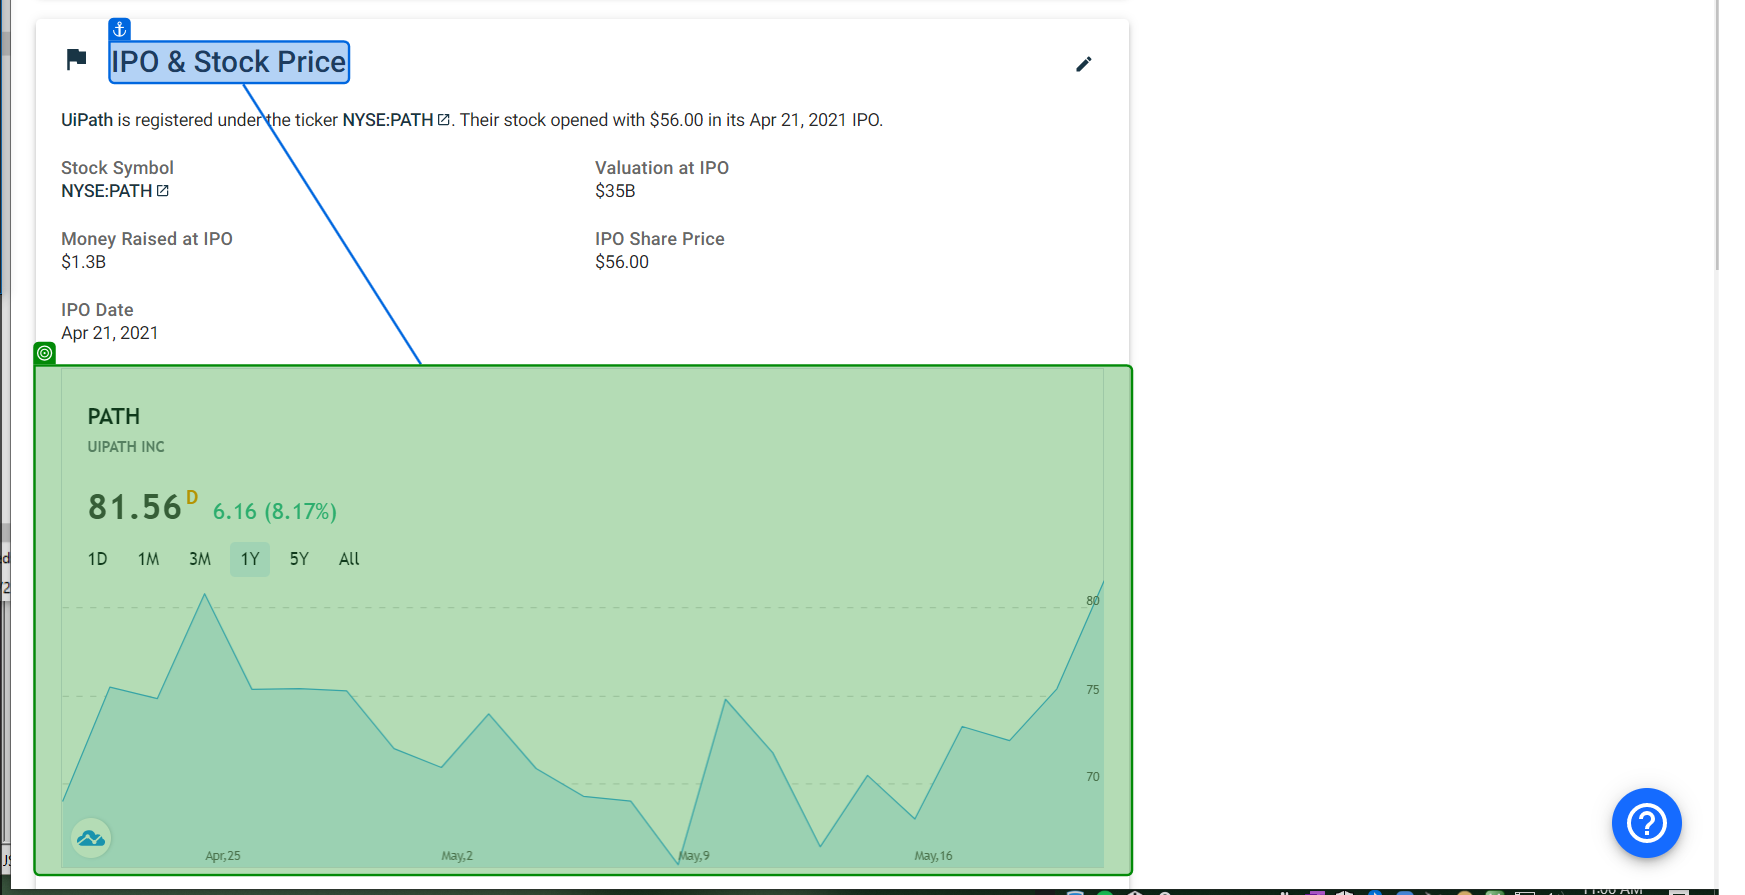 IPO & Stock Price
UiPath is registered under the ticker NYSE:PATH. Their stock opened with $56.00 in its Apr 21, 2021 IPO.
Stock Symbol
NYSE:PATH
Valuation at IPO
$35B
Money Raised at IPO
$1.3B
IPO Share Price
$56.00
IPO Date
Apr 21, 2021
PATH
UIPATH INC
81.56 D 6.16 (8.17%)
1D 1M 3M 1Y 5Y All
80
75
70
Apr,25 May,2 May,9 May,16